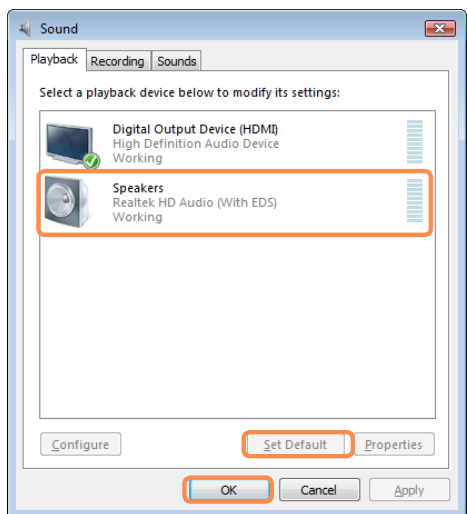 Sound
Playback Recording Sounds
Select a playback device below to modify its settings:
Digital Output Device (HDMI)
High Definition Audio Device
Working
Speakers
Realtek HD Audio (With EDS)
Working
Configure Set Default Properties
OK Cancel Apply